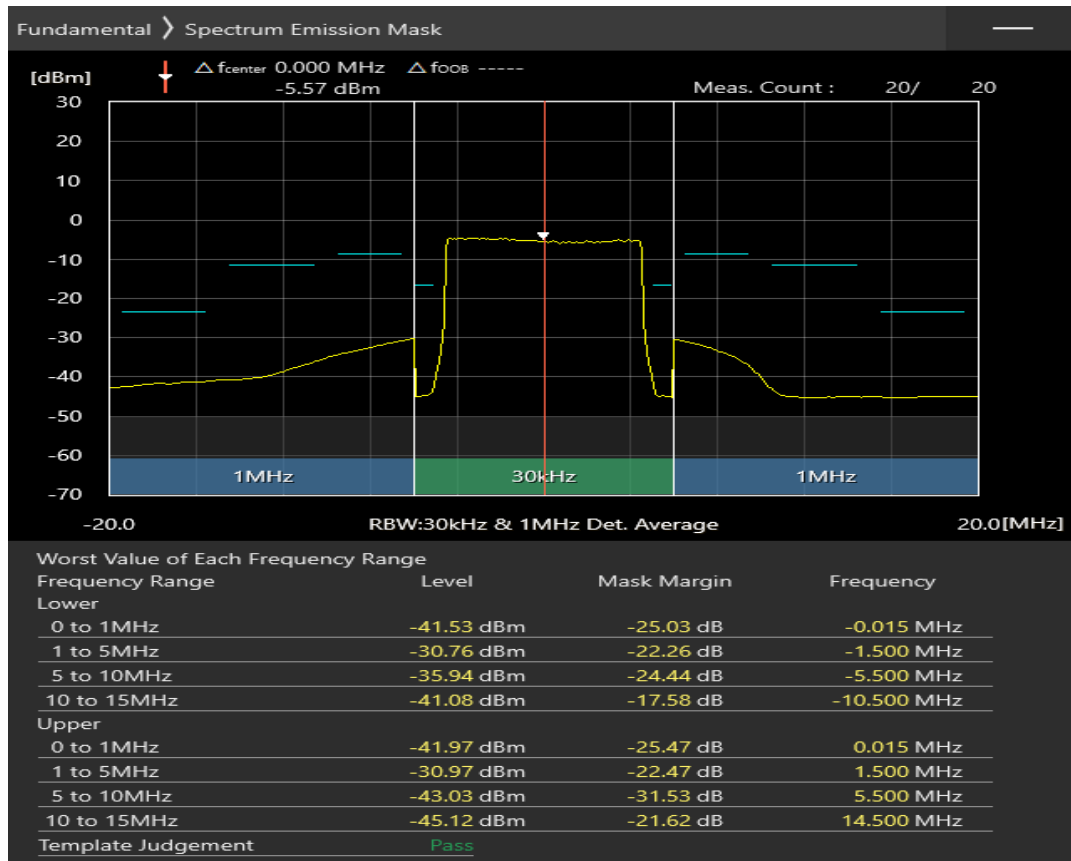 Fundamental ❯ Spectrum Emission Mask
[dBm] △ fcenter 0.000 MHz △ fOOB -----
-5.57 dBm Meas. Count : 20/ 20
30
20
10
0
-10
-20
-30
-40
-50
-60
-70
1MHz 30kHz 1MHz
-20.0 RBW:30kHz & 1MHz Det. Average 20.0[MHz]
Worst Value of Each Frequency Range
Frequency Range Level Mask Margin Frequency
Lower
0 to 1MHz -41.53 dBm -25.03 dB -0.015 MHz
1 to 5MHz -30.76 dBm -22.26 dB -1.500 MHz
5 to 10MHz -35.94 dBm -24.44 dB -5.500 MHz
10 to 15MHz -41.08 dBm -17.58 dB -10.500 MHz
Upper
0 to 1MHz -41.97 dBm -25.47 dB 0.015 MHz
1 to 5MHz -30.97 dBm -22.47 dB 1.500 MHz
5 to 10MHz -43.03 dBm -31.53 dB 5.500 MHz
10 to 15MHz -45.12 dBm -21.62 dB 14.500 MHz
Template Judgement Pass